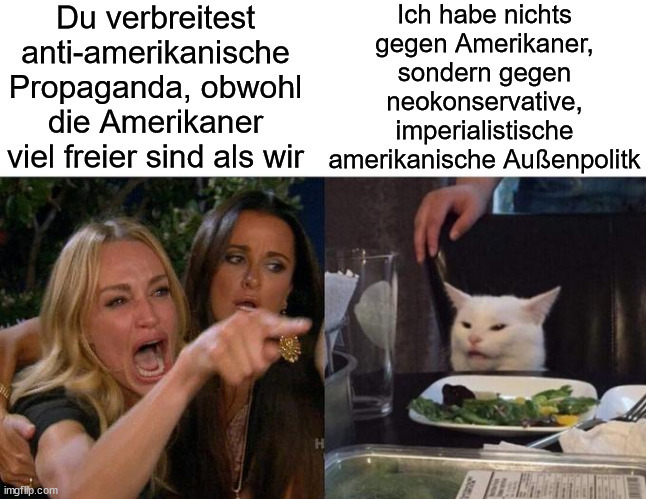 Du verbreitest
anti-amerikanische
Propaganda, obwohl
die Amerikaner
viel freier sind als wir
Ich habe nichts
gegen Amerikaner,
sondern gegen
neokonservative,
imperialistische
amerikanische Außenpolitk
imgflip.com